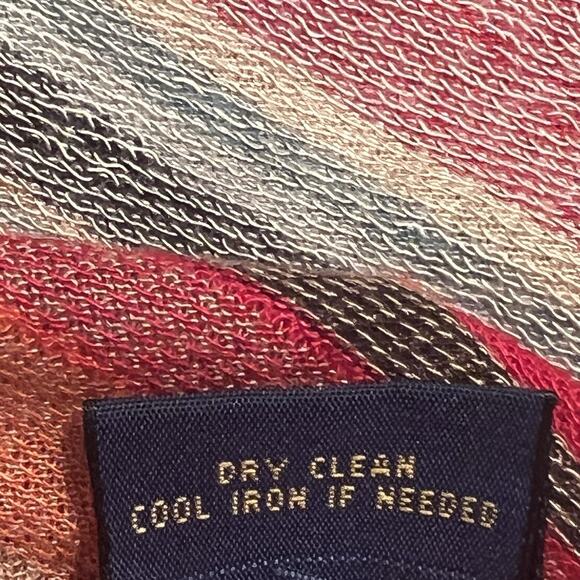 DRY CLEAN
COOL IRON IF NEEDED